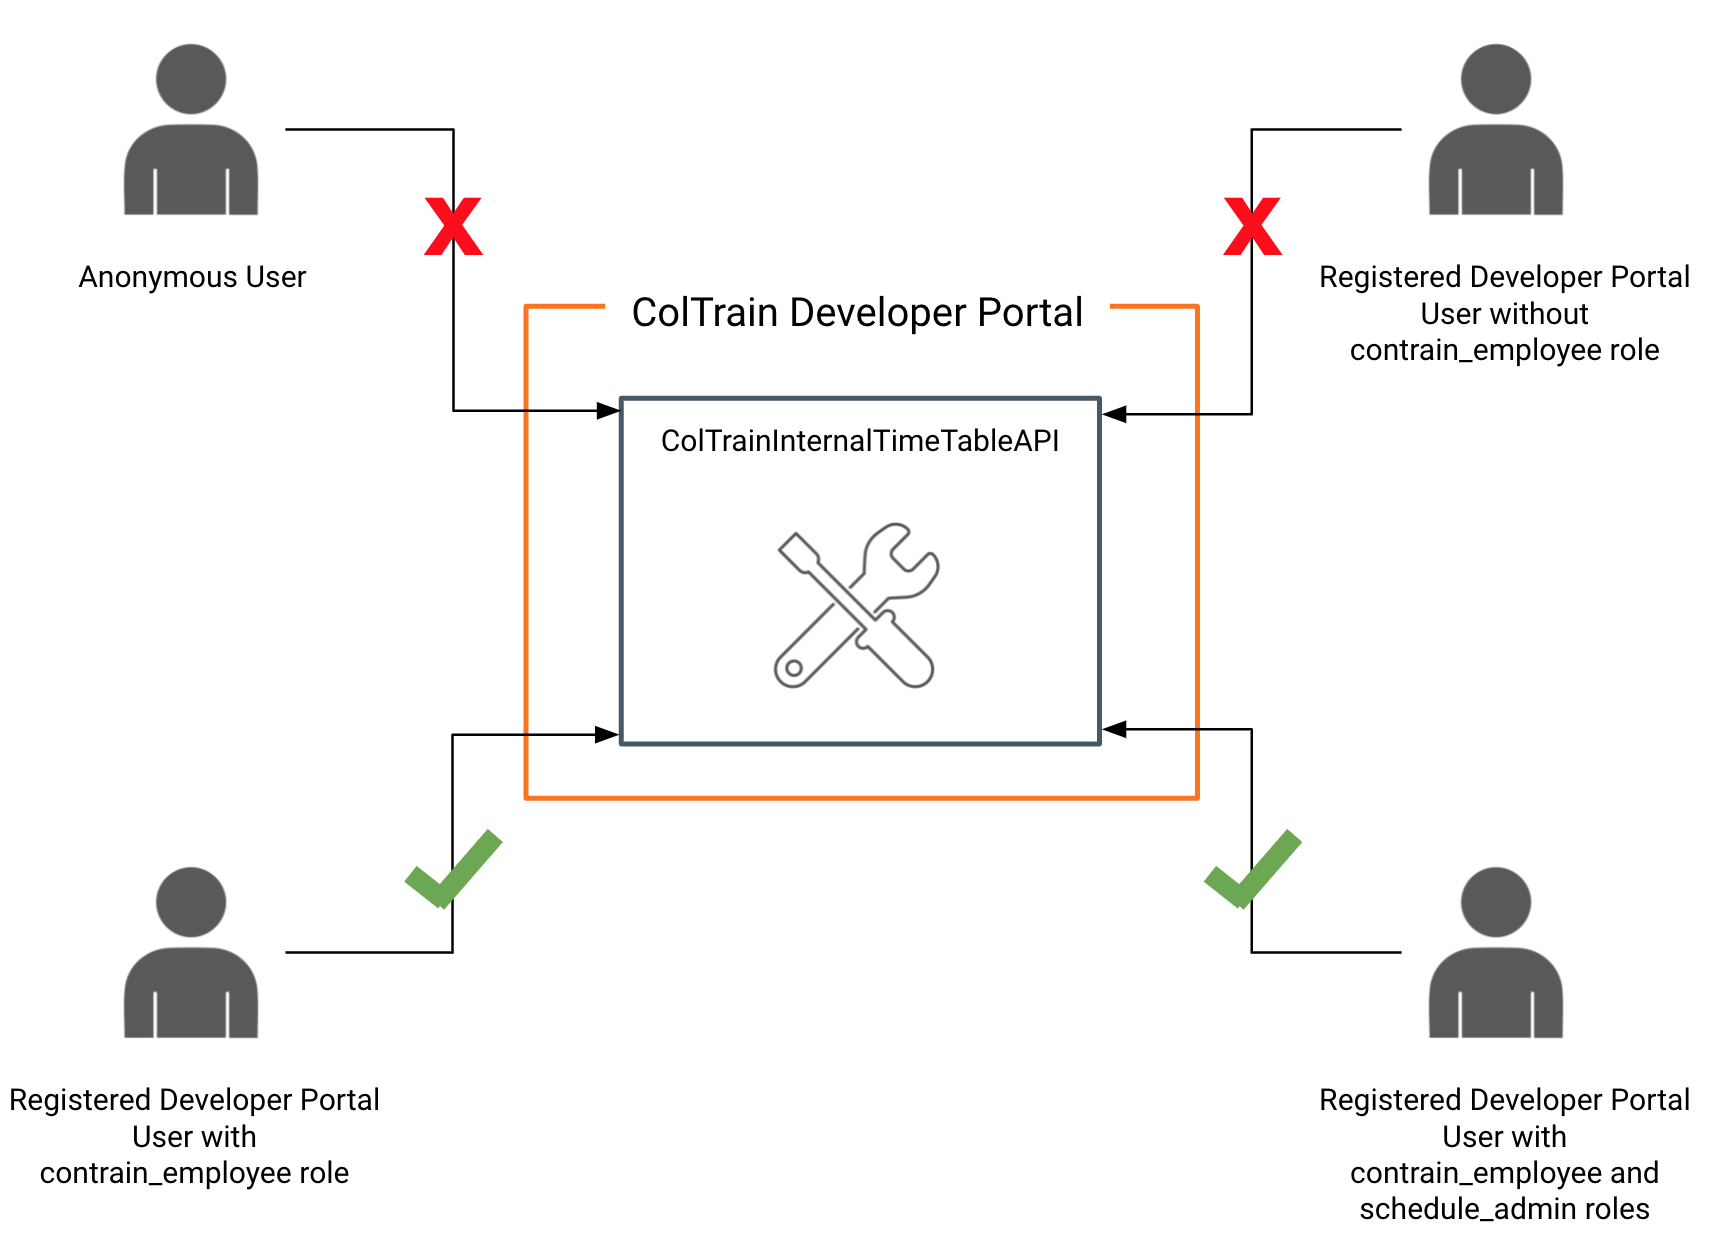 Anonymous User
Registered Developer Portal
User without
contrain_employee role
ColTrain Developer Portal
ColTrainInternalTimeTableAPI
Registered Developer Portal
User with
contrain_employee role
Registered Developer Portal
User with
contrain_employee and
schedule_admin roles